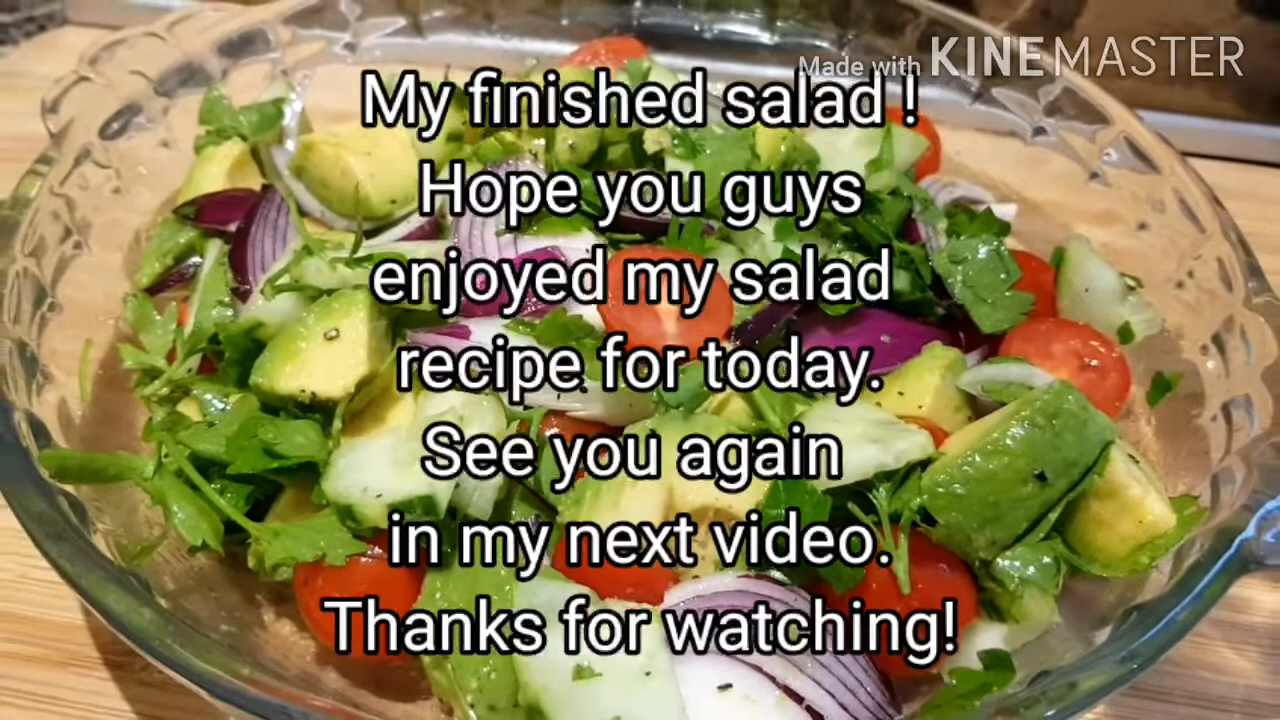 Made with KINEMASTER
My finished salad !
Hope you guys
enjoyed my salad
recipe for today.
See you again
in my next video.
Thanks for watching!